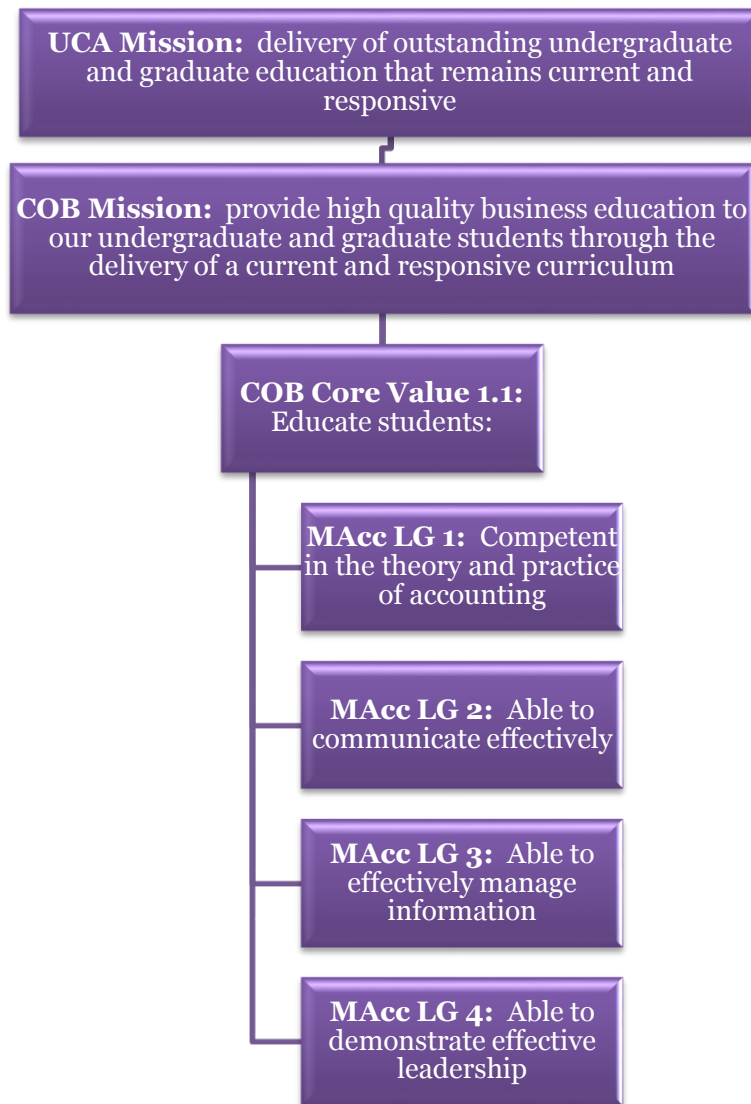 UCA Mission: delivery of outstanding undergraduate
and graduate education that remains current and
responsive
COB Mission: provide high quality business education to
our undergraduate and graduate students through the
delivery of a current and responsive curriculum
COB Core Value 1.1:
Educate students:
MAcc LG 1: Competent
in the theory and practice
of accounting
MAcc LG 2: Able to
communicate effectively
MAcc LG 3: Able to
effectively manage
information
MAcc LG 4: Able to
demonstrate effective
leadership